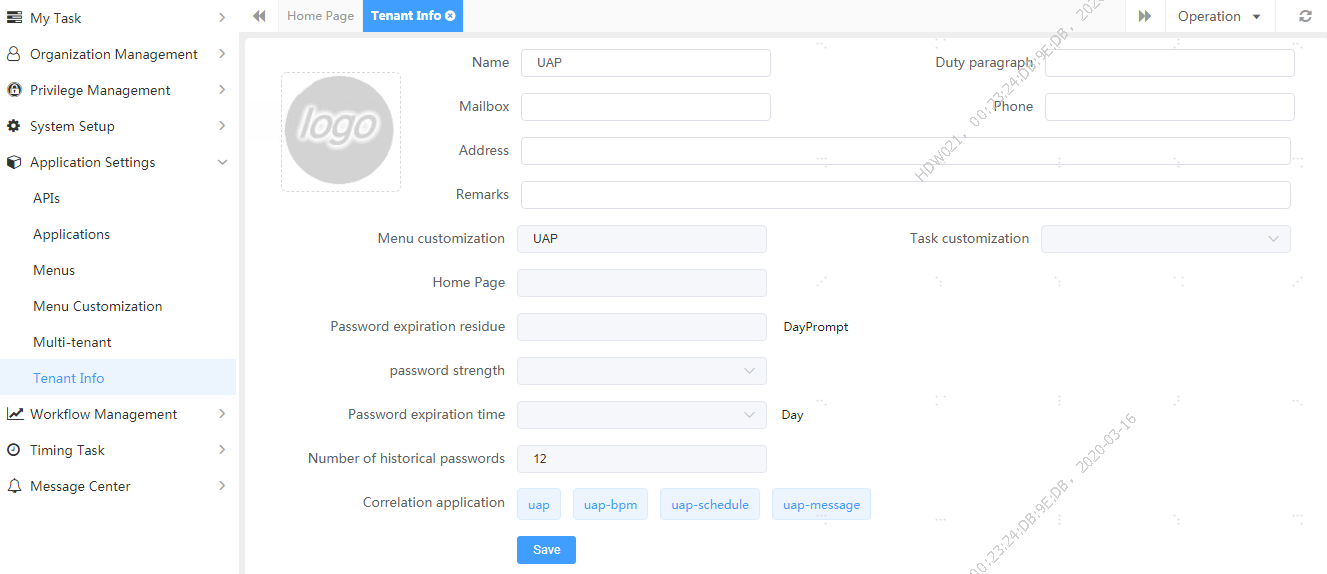 My Task
Organization Management
Privilege Management
System Setup
Application Settings
APIs
Applications
Menus
Menu Customization
Multi-tenant
Tenant Info
Workflow Management
Timing Task
Message Center
Home Page
Tenant Info
Operation
logo
Name UAP Duty paragraph
Mailbox Phone
Address
Remarks
Menu customization UAP Task customization
Home Page
Password expiration residue DayPrompt
password strength
Password expiration time Day
Number of historical passwords 12
Correlation application uap uap-bpm uap-schedule uap-message
Save
HDW021, 00:23:24:DB:9E:DB, 2020
00:23:24:DB:9E:DB, 2020-03-16